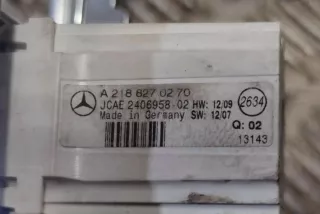 A 218 827 02 70
JCAE 2406958-02 HW: 12/09 2634
Made in Germany SW: 12/07
Q: 02
13143